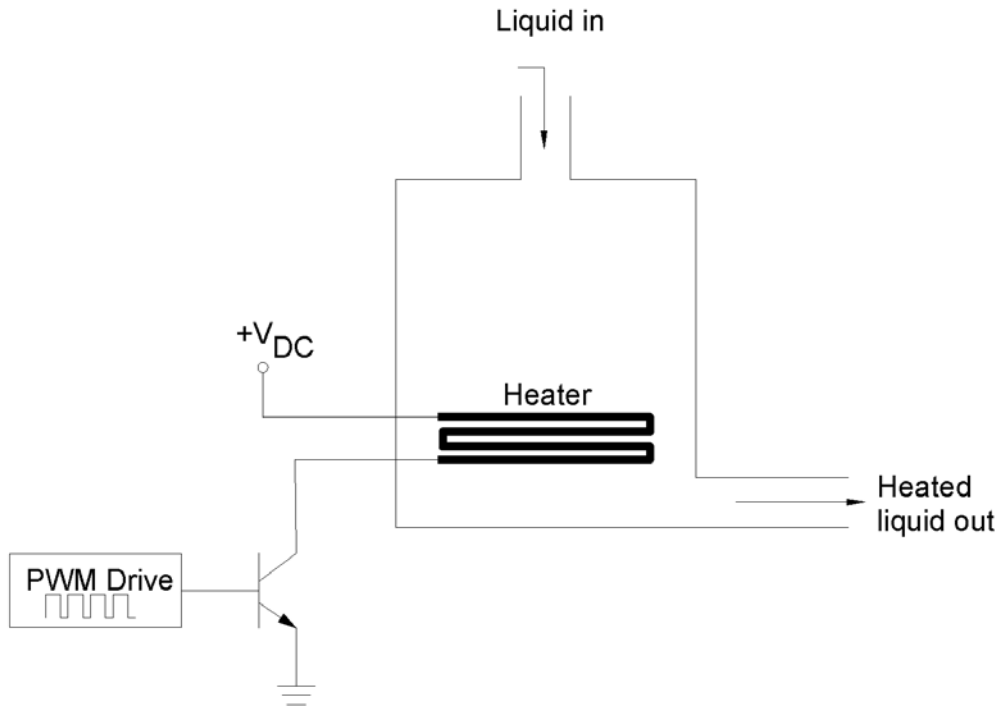 Liquid in
+VDC
Heater
Heated
liquid out
PWM Drive